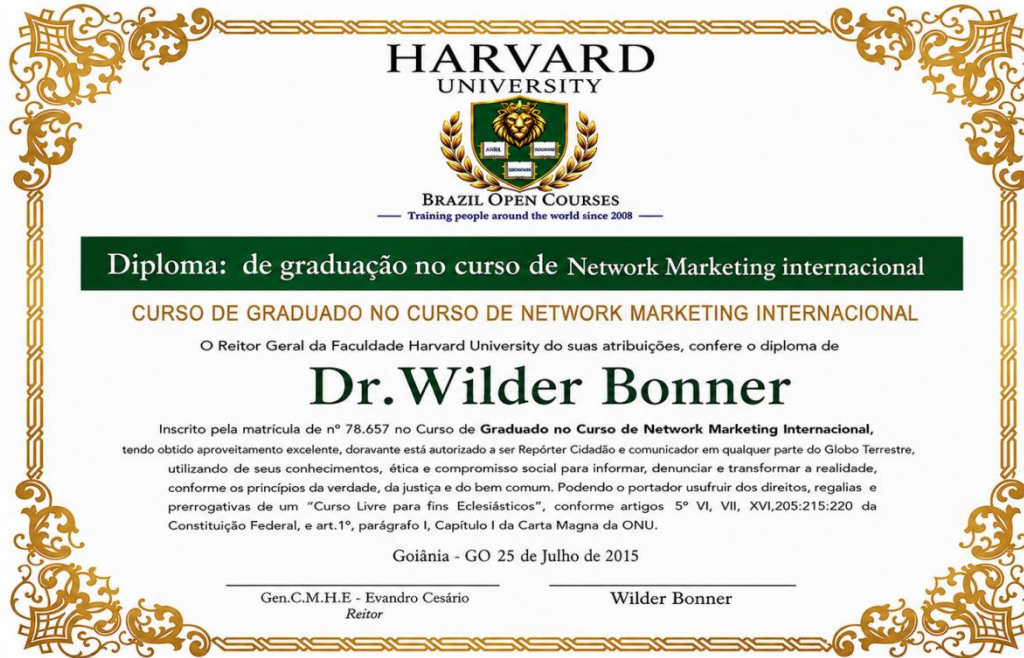 HARVARD
UNIVERSITY
BRAZIL OPEN COURSES
Training people around the world since 2008
Diploma: de graduação no curso de Network Marketing internacional
CURSO DE GRADUADO NO CURSO DE NETWORK MARKETING INTERNACIONAL
O Reitor Geral da Faculdade Harvard University do suas atribuições, confere o diploma de
Dr.Wilder Bonner
Inscrito pela matrícula de nº 78.657 no Curso de Graduado no Curso de Network Marketing Internacional,
tendo obtido aproveitamento excelente, doravante está autorizado a ser Repórter Cidadão e comunicador em qualquer parte do Globo Terrestre,
utilizando de seus conhecimentos, ética e compromisso social para informar, denunciar e transformar a realidade,
conforme os princípios da verdade, da justiça e do bem comum. Podendo o portador usufruir dos direitos, regalias e
prerrogativas de um “Curso Livre para fins Eclesiásticos”, conforme artigos 5º VI, VII, XVI,205:215:220 da
Constituição Federal, e art.1º, parágrafo I, Capítulo I da Carta Magna da ONU.
Goiânia - GO 25 de Julho de 2015
Gen.C.M.H.E - Evandro Cesário
Reitor
Wilder Bonner